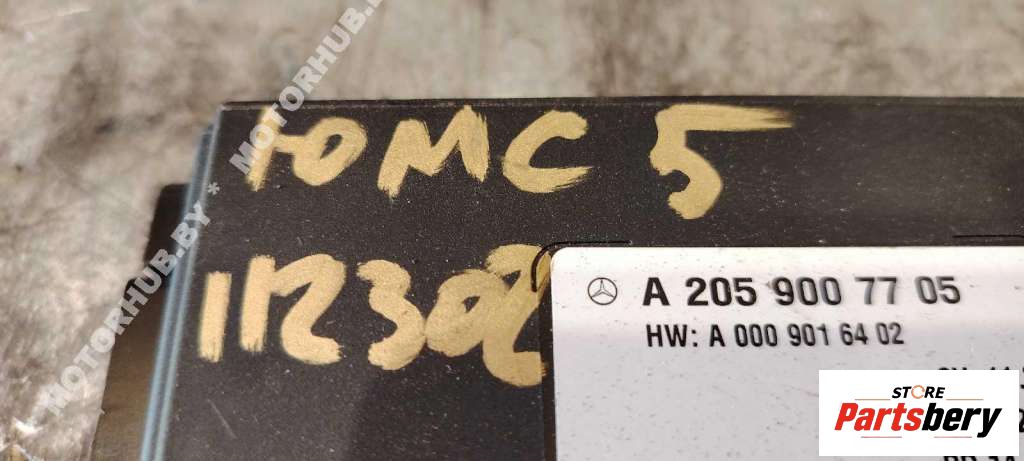 MOTORHUB.BY * MOTORHUB.BY
ЮМС 5
112302
A 205 900 77 05
HW: A 000 901 64 02
STORE
Partsbery